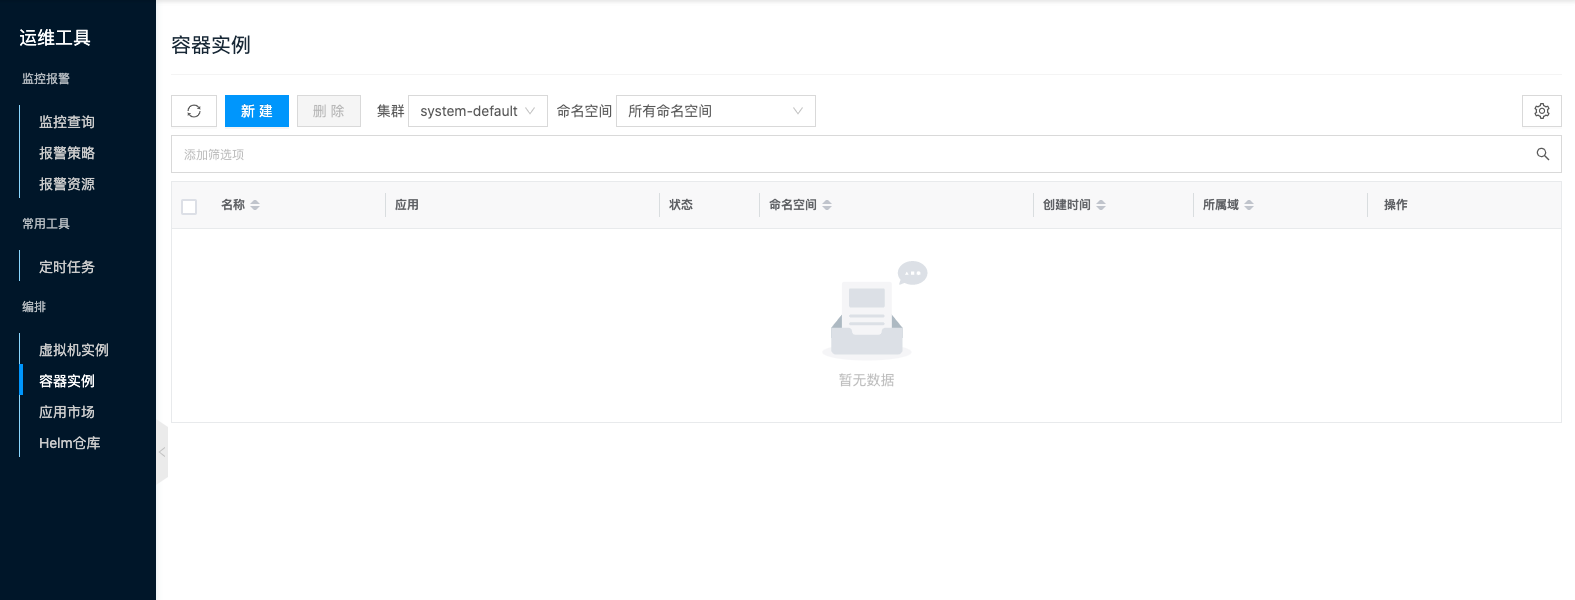 运维工具
监控报警
监控查询
报警策略
报警资源
常用工具
定时任务
编排
虚拟机实例
容器实例
应用市场
Helm仓库
容器实例
新建 删除 集群 system-default 命名空间 所有命名空间
添加筛选项
名称 应用 状态 命名空间 创建时间 所属域 操作
暂无数据